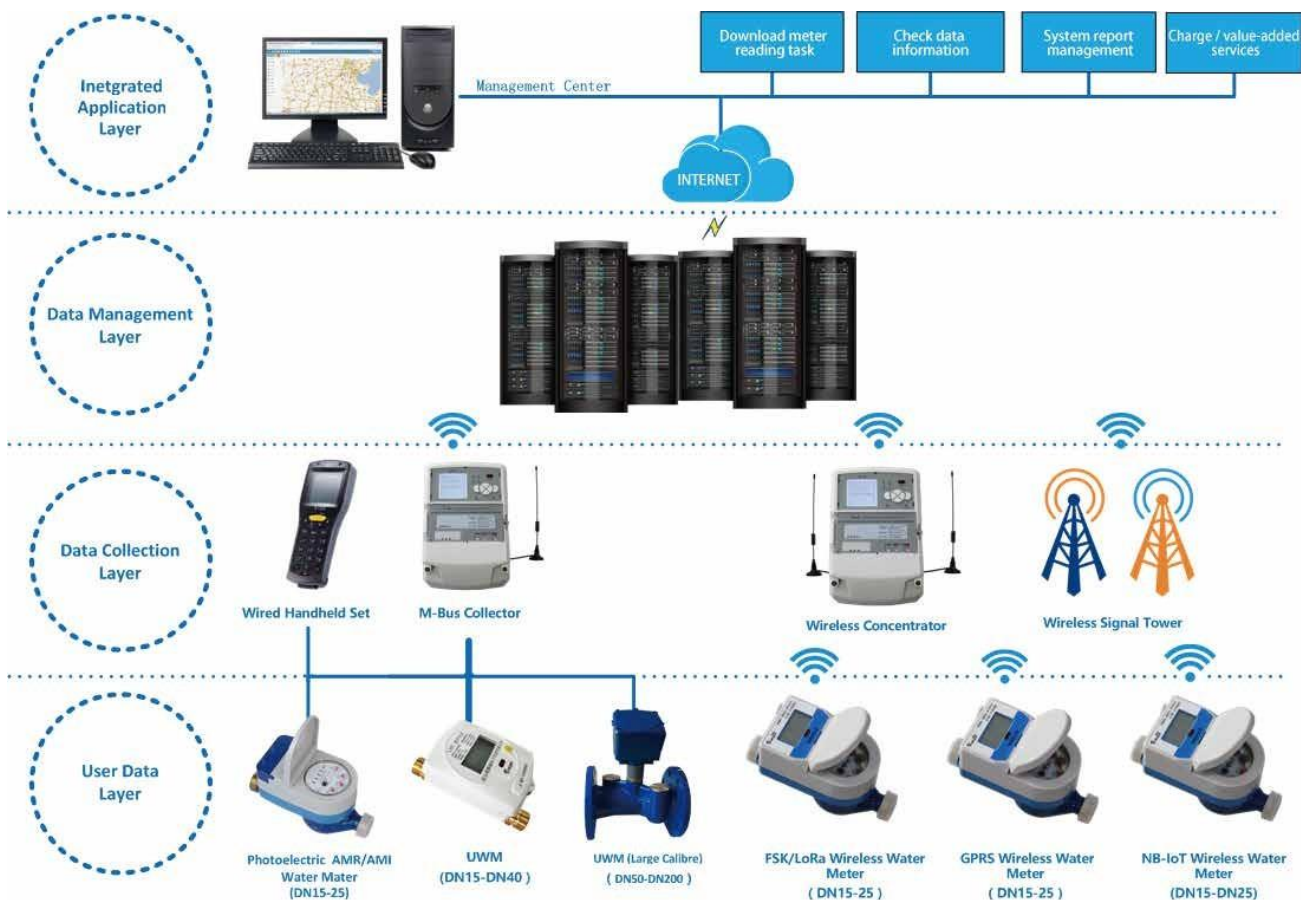 Inetgrated
Application
Layer
Management Center
Download meter
reading task
Check data
information
System report
management
Charge / value-added
services
INTERNET
Data Management
Layer
Data Collection
Layer
Wired Handheld Set
M-Bus Collector
Wireless Concentrator
Wireless Signal Tower
User Data
Layer
Photoelectric AMR/AMI
Water Mater
(DN15-25)
UWM
(DN15-DN40 )
UWM (Large Calibre)
( DN50-DN200)
FSK/LoRa Wireless Water
Meter
( DN15-25 )
GPRS Wireless Water
Meter
( DN15-25 )
NB-IoT Wireless Water
Meter
(DN15-DN25)